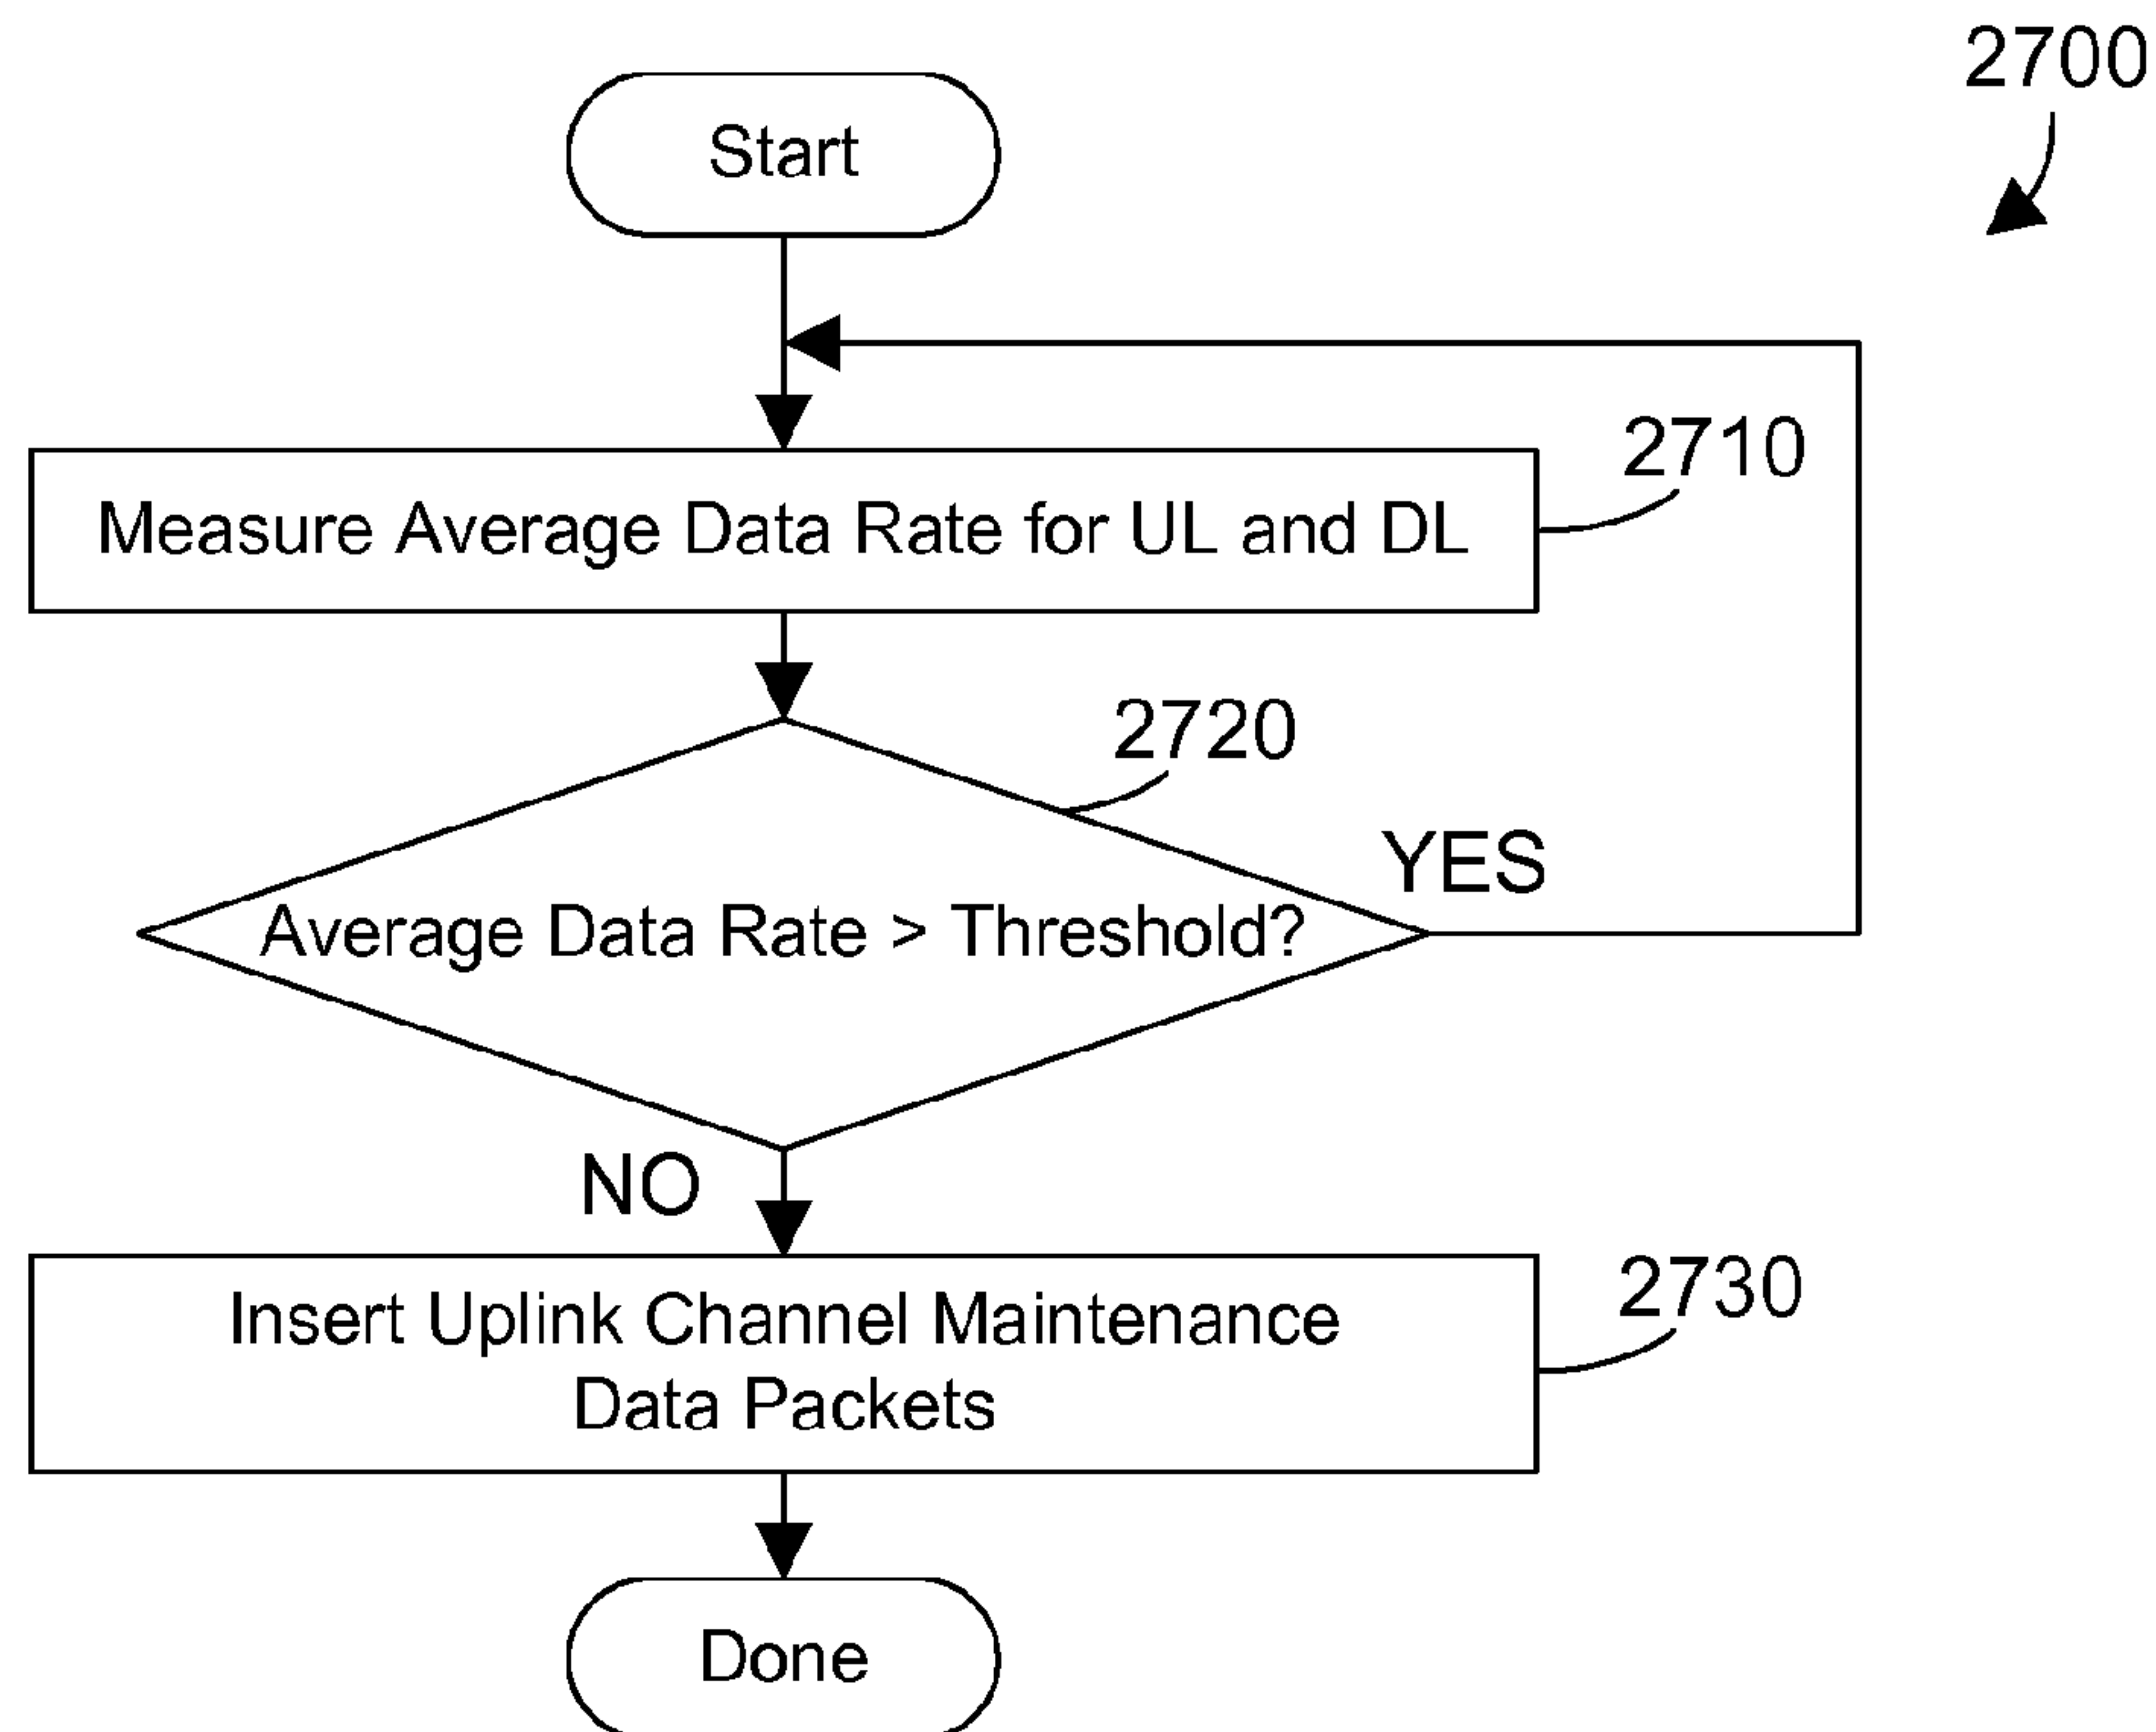 2700
Start
2710
Measure Average Data Rate for UL and DL
2720
YES
Average Data Rate > Threshold?
NO
2730
Insert Uplink Channel Maintenance
Data Packets
Done